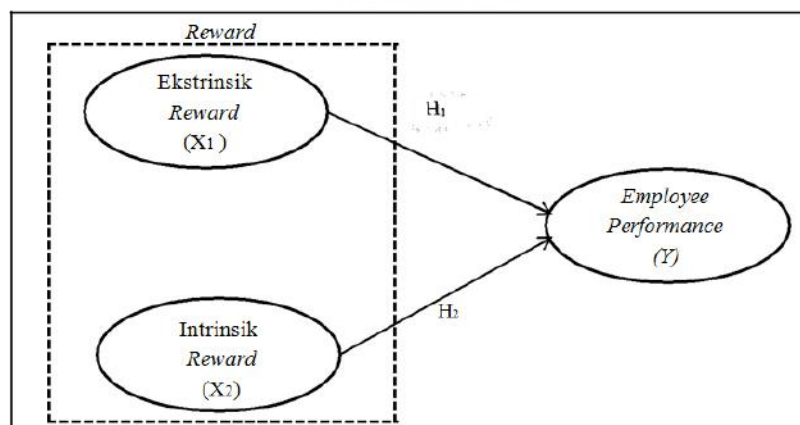 Reward
Ekstrinsik
Reward
(X1 )
H1
Employee
Performance
(Y)
H2
Intrinsik
Reward
(X2)